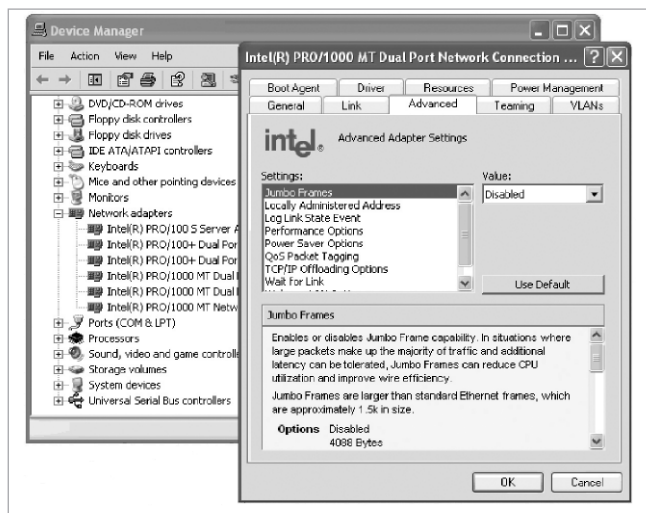 Device Manager
File Action View Help
DVD/CD-ROM drives
Floppy disk controllers
Floppy disk drives
IDE ATA/ATAPI controllers
Keyboards
Mice and other pointing devices
Monitors
Network adapters
Intel(R) PRO/100 S Server A
Intel(R) PRO/100+ Dual Por
Intel(R) PRO/100+ Dual Por
Intel(R) PRO/1000 MT Dual
Intel(R) PRO/1000 MT Dual
Intel(R) PRO/1000 MT Netw
Ports (COM & LPT)
Processors
Sound, video and game controlle
Storage volumes
System devices
Universal Serial Bus controllers
Intel(R) PRO/1000 MT Dual Port Network Connection ...
Boot Agent Driver Resources Power Management
General Link Advanced Teaming VLANs
intel® Advanced Adapter Settings
Settings:
Jumbo Frames
Locally Administered Address
Log Link State Event
Performance Options
Power Saver Options
QoS Packet Tagging
TCP/IP Offloading Options
Wait for Link
Value:
Disabled
Use Default
Jumbo Frames
Enables or disables Jumbo Frame capability. In situations where
large packets make up the majority of traffic and additional
latency can be tolerated, Jumbo Frames can reduce CPU
utilization and improve wire efficiency.
Jumbo Frames are larger than standard Ethernet frames, which
are approximately 1.5k in size.
Options Disabled
4088 Bytes
OK Cancel